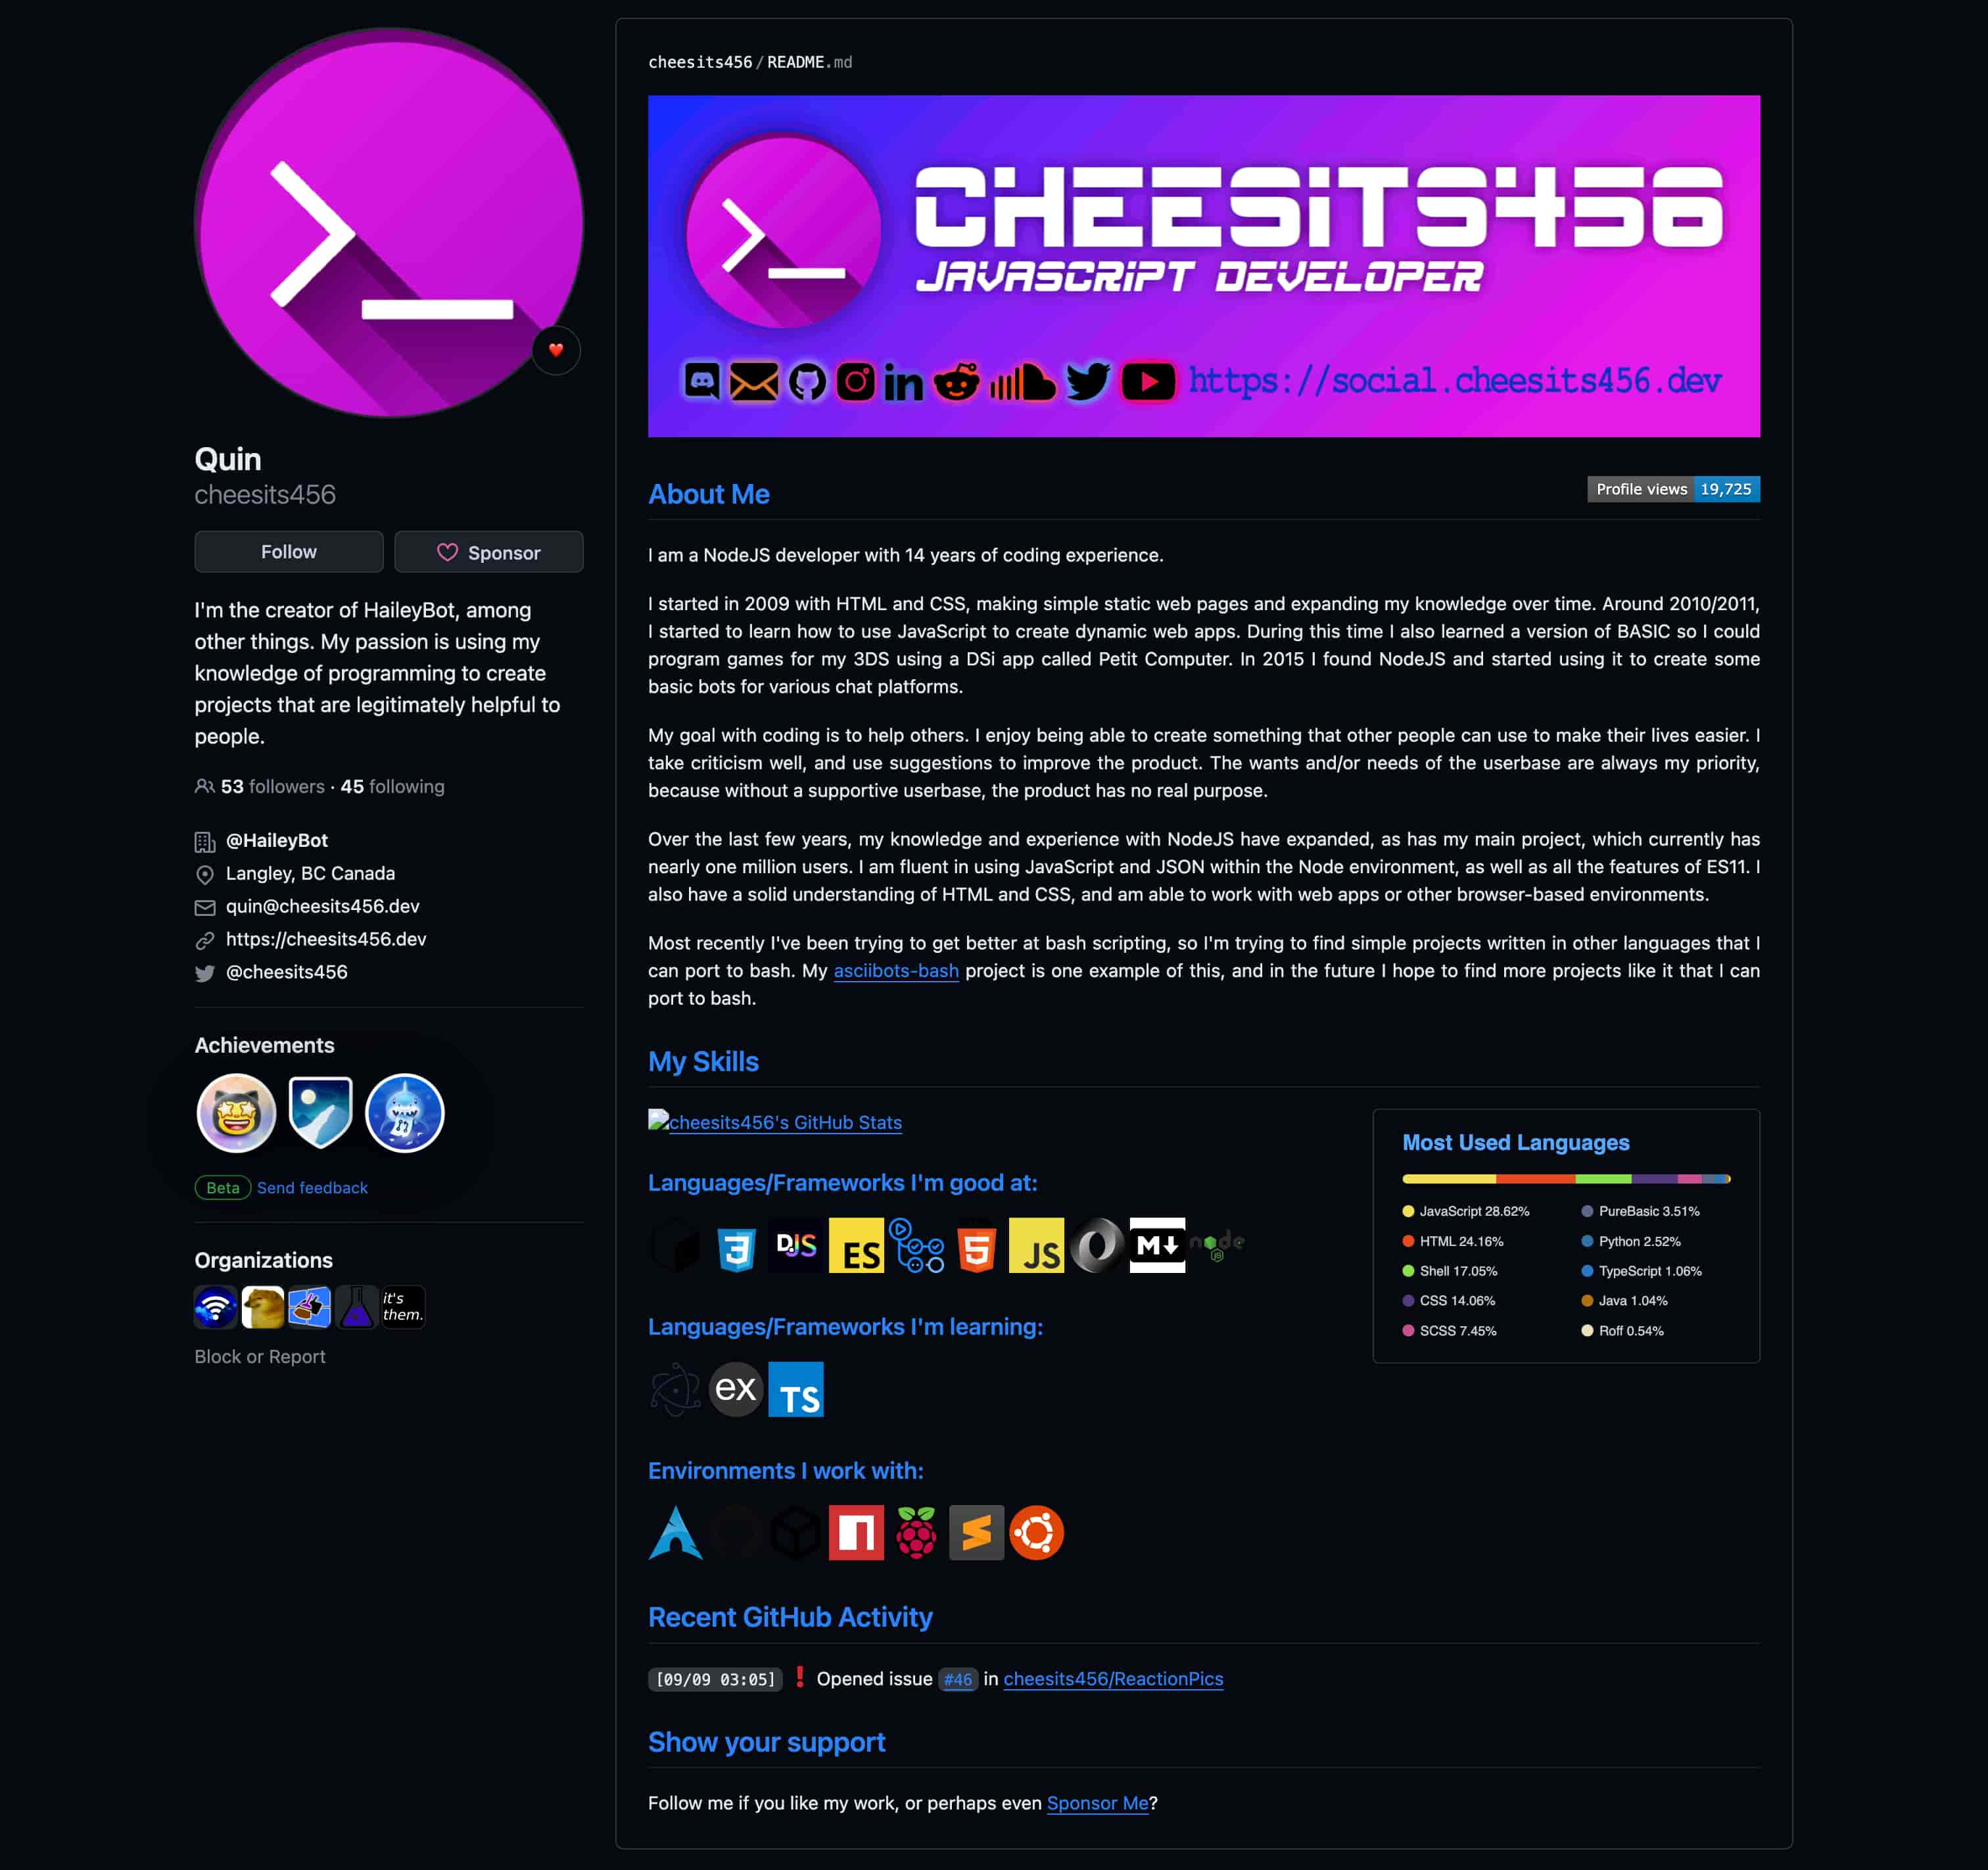 Quin
cheesits456
Follow
Sponsor
I'm the creator of HaileyBot, among
other things. My passion is using my
knowledge of programming to create
projects that are legitimately helpful to
people.
53 followers · 45 following
@HaileyBot
Langley, BC Canada
quin@cheesits456.dev
https://cheesits456.dev
@cheesits456
Achievements
Beta Send feedback
Organizations
it's
them.
Block or Report
cheesits456/README.md
CHEESiTS456
JAVASCRiPT DEVELOPER
in
https://social.cheesits456.dev
About Me
Profile views 19,725
I am a NodeJS developer with 14 years of coding experience.
I started in 2009 with HTML and CSS, making simple static web pages and expanding my knowledge over time. Around 2010/2011,
I started to learn how to use JavaScript to create dynamic web apps. During this time I also learned a version of BASIC so I could
program games for my 3DS using a DSi app called Petit Computer. In 2015 I found NodeJS and started using it to create some
basic bots for various chat platforms.
My goal with coding is to help others. I enjoy being able to create something that other people can use to make their lives easier. I
take criticism well, and use suggestions to improve the product. The wants and/or needs of the userbase are always my priority,
because without a supportive userbase, the product has no real purpose.
Over the last few years, my knowledge and experience with NodeJS have expanded, as has my main project, which currently has
nearly one million users. I am fluent in using JavaScript and JSON within the Node environment, as well as all the features of ES11. I
also have a solid understanding of HTML and CSS, and am able to work with web apps or other browser-based environments.
Most recently I've been trying to get better at bash scripting, so I'm trying to find simple projects written in other languages that I
can port to bash. My asciibots-bash project is one example of this, and in the future I hope to find more projects like it that I can
port to bash.
My Skills
cheesits456's GitHub Stats
Languages/Frameworks I'm good at:
3 DJS ES 5 JS M node JS
Languages/Frameworks I'm learning:
ex TS
Environments I work with:
Most Used Languages
JavaScript 28.62%
HTML 24.16%
Shell 17.05%
CSS 14.06%
SCSS 7.45%
PureBasic 3.51%
Python 2.52%
TypeScript 1.06%
Java 1.04%
Roff 0.54%
Recent GitHub Activity
[09/09 03:05] ❗ Opened issue #46 in cheesits456/ReactionPics
Show your support
Follow me if you like my work, or perhaps even Sponsor Me?